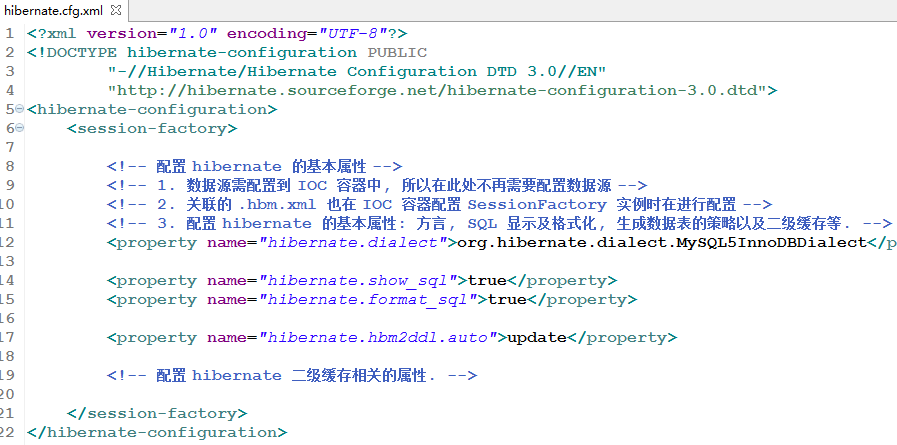 hibernate.cfg.xml
1 <?xml version="1.0" encoding="UTF-8"?>
2 <!DOCTYPE hibernate-configuration PUBLIC
3 "-//Hibernate/Hibernate Configuration DTD 3.0//EN"
4 "http://hibernate.sourceforge.net/hibernate-configuration-3.0.dtd">
5 <hibernate-configuration>
6 <session-factory>
7
8 <!-- 配置 hibernate 的基本属性 -->
9 <!-- 1. 数据源需配置到 IOC 容器中, 所以在此处不再需要配置数据源 -->
10 <!-- 2. 关联的 .hbm.xml 也在 IOC 容器配置 SessionFactory 实例时在进行配置 -->
11 <!-- 3. 配置 hibernate 的基本属性: 方言, SQL 显示及格式化, 生成数据表的策略以及二级缓存等. -->
12 <property name="hibernate.dialect">org.hibernate.dialect.MySQL5InnoDBDialect</p
13
14 <property name="hibernate.show_sql">true</property>
15 <property name="hibernate.format_sql">true</property>
16
17 <property name="hibernate.hbm2ddl.auto">update</property>
18
19 <!-- 配置 hibernate 二级缓存相关的属性. -->
20
21 </session-factory>
22 </hibernate-configuration>